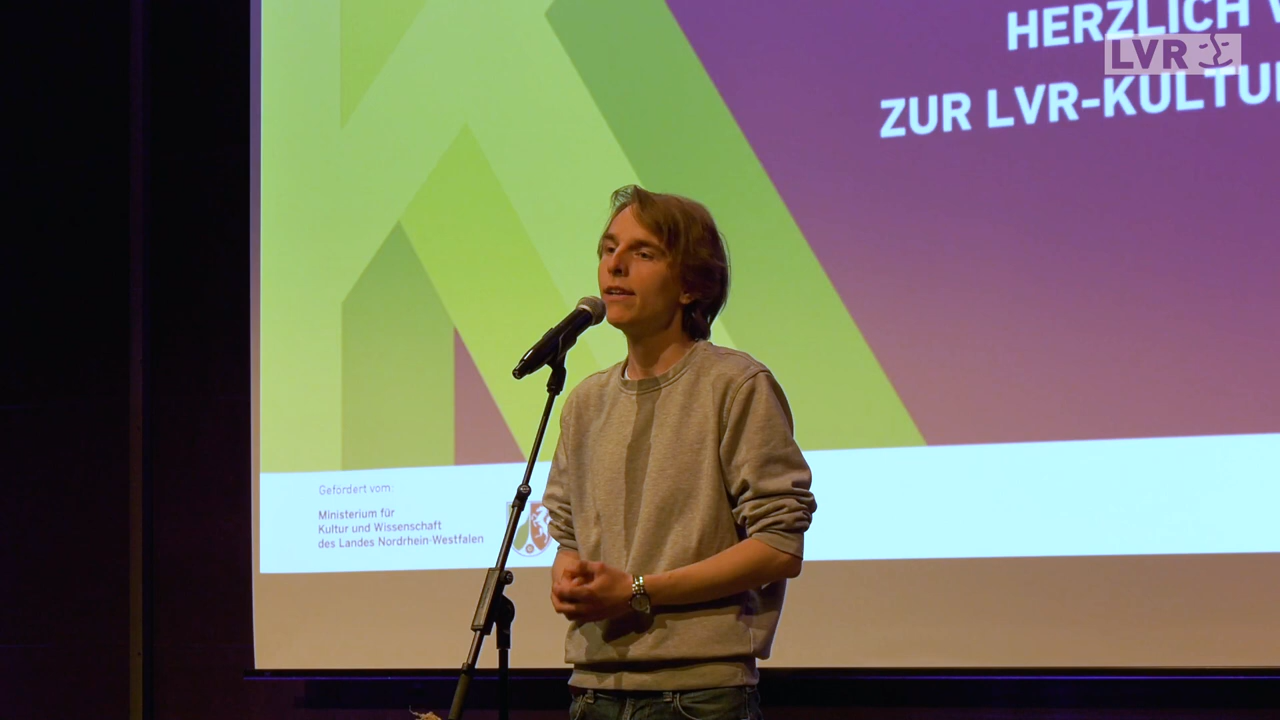 HERZLICH
LVR
ZUR LVR-KULTU
Gefördert vom:
Ministerium für
Kultur und Wissenschaft
des Landes Nordrhein-Westfalen